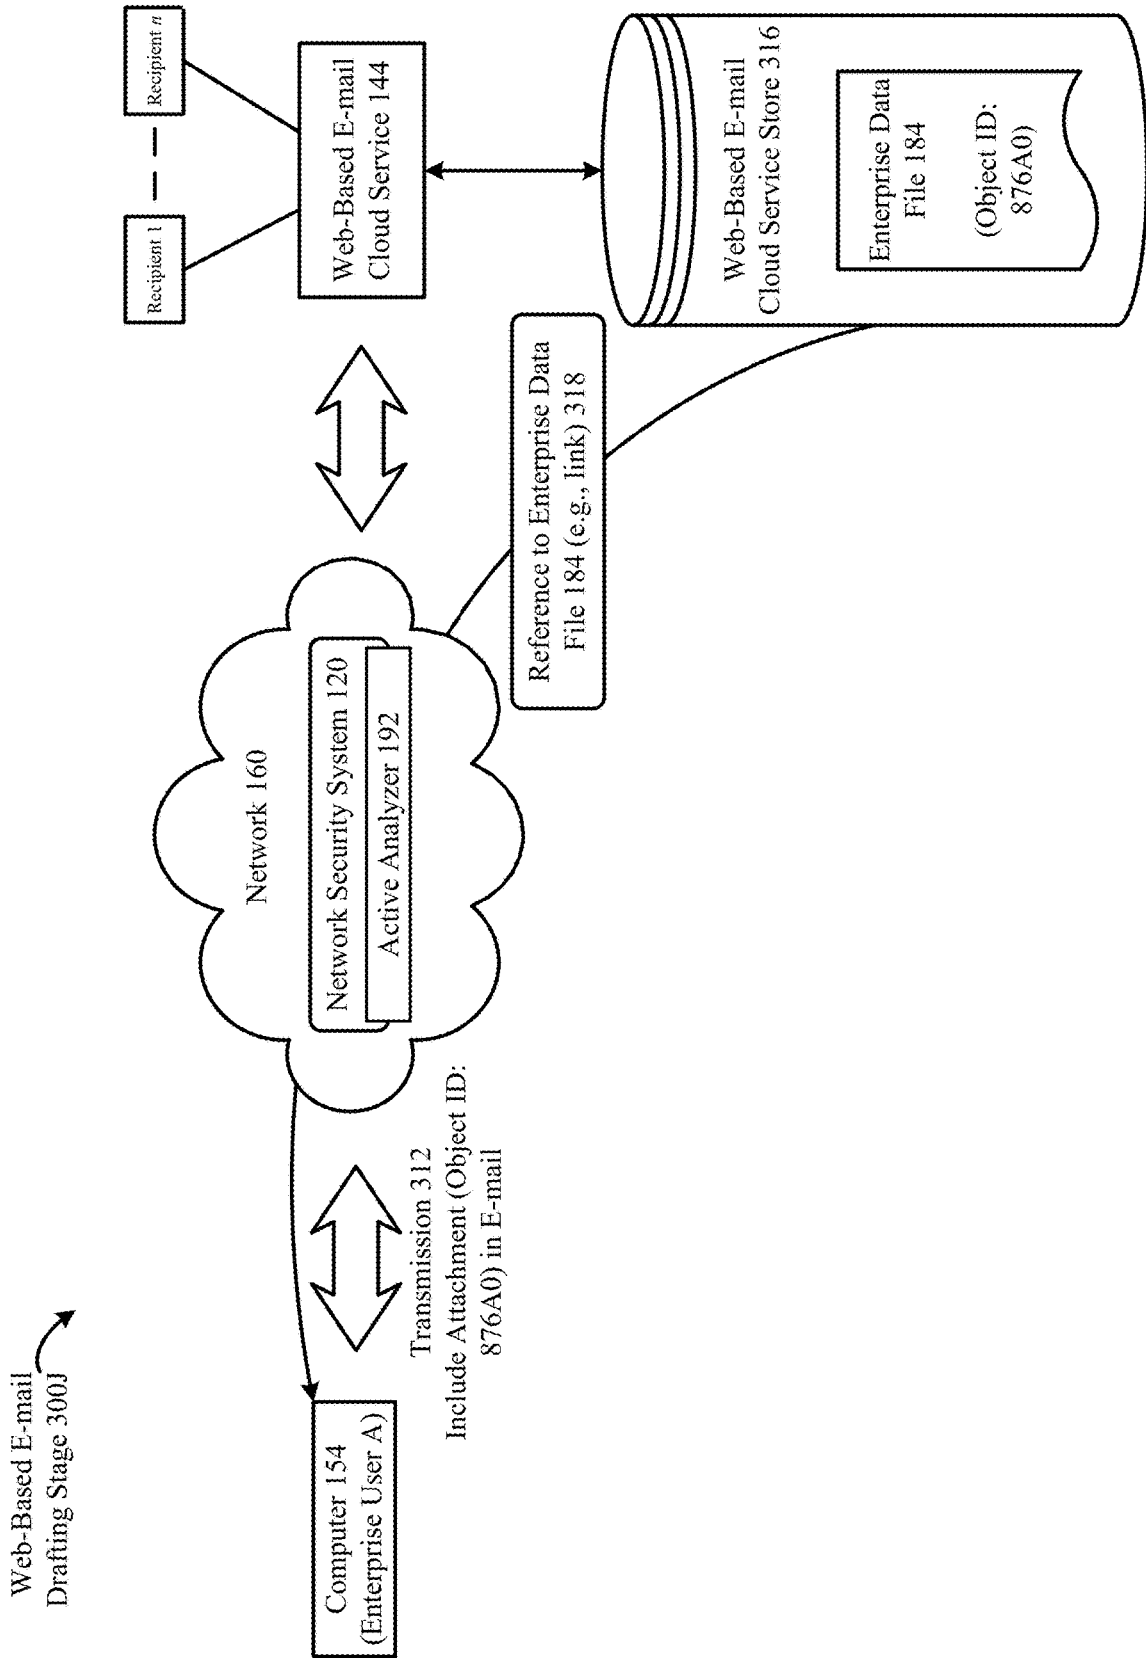 Web-Based E-mail
Drafting Stage 300J
Computer 154
(Enterprise User A)
Transmission 312
Include Attachment (Object ID:
876A0) in E-mail
Network 160
Network Security System 120
Active Analyzer 192
Reference to Enterprise Data
File 184 (e.g., link) 318
Recipient 1
Recipient n
Web-Based E-mail
Cloud Service 144
Web-Based E-mail
Cloud Service Store 316
Enterprise Data
File 184
(Object ID:
876A0)